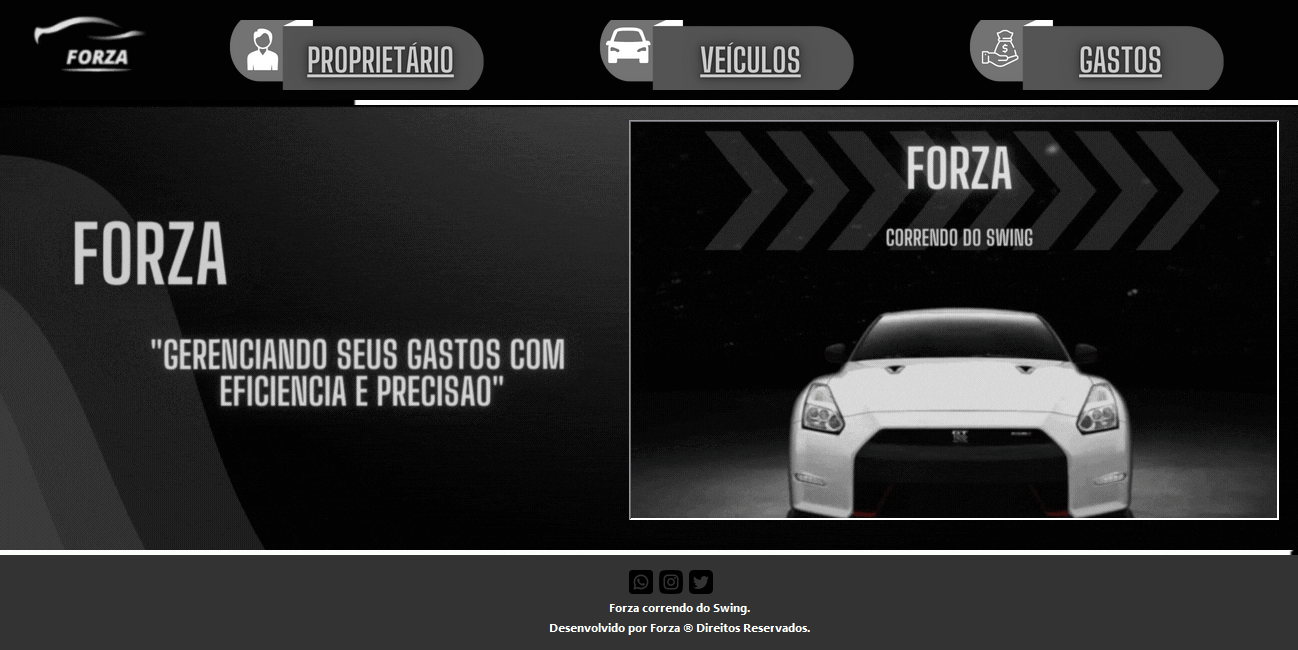 FORZA
PROPRIETÁRIO
VEÍCULOS
$
GASTOS
FORZA
"GERENCIANDO SEUS GASTOS COM
EFICIENCIA E PRECISAO"
FORZA
CORRENDO DO SWING
GT
R
Forza correndo do Swing.
Desenvolvido por Forza ® Direitos Reservados.